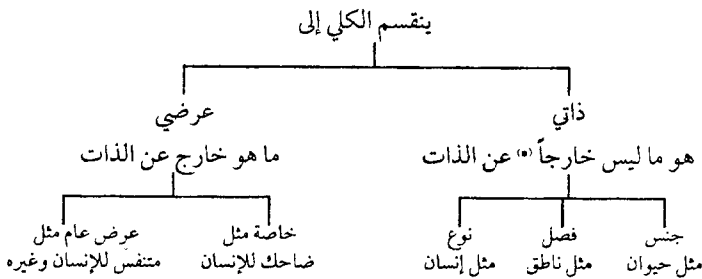 ينقسم الكلي إلى
ذاتي
عرضي
هو ما ليس خارجاً (*) عن الذات
ما هو خارج عن الذات
جنس
مثل حيوان
فصل
مثل ناطق
نوع
مثل إنسان
خاصة مثل
ضاحك للإنسان
عرض عام مثل
متنفس للإنسان وغيره